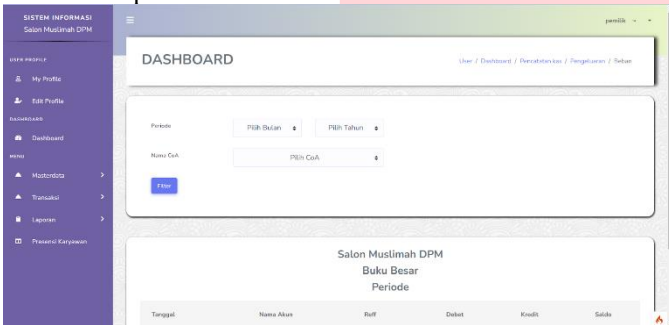 SISTEM INFORMASI
Salon Muslimah DPM
pemilik
USER PROFILE
My Profile
Edit Profile
DASHBOARD
Dashboard
MENU
Masterdata
Transaksi
Laporan
Presensi Karyawan
DASHBOARD
User / Dashboard / Pencatatan kas / Pengeluaran / Beban
Periode
Pilih Bulan
Pilih Tahun
Nama CoA
Pilih CoA
Filter
Salon Muslimah DPM
Buku Besar
Periode
Tanggal Nama Akun Reff Debet Kredit Saldo